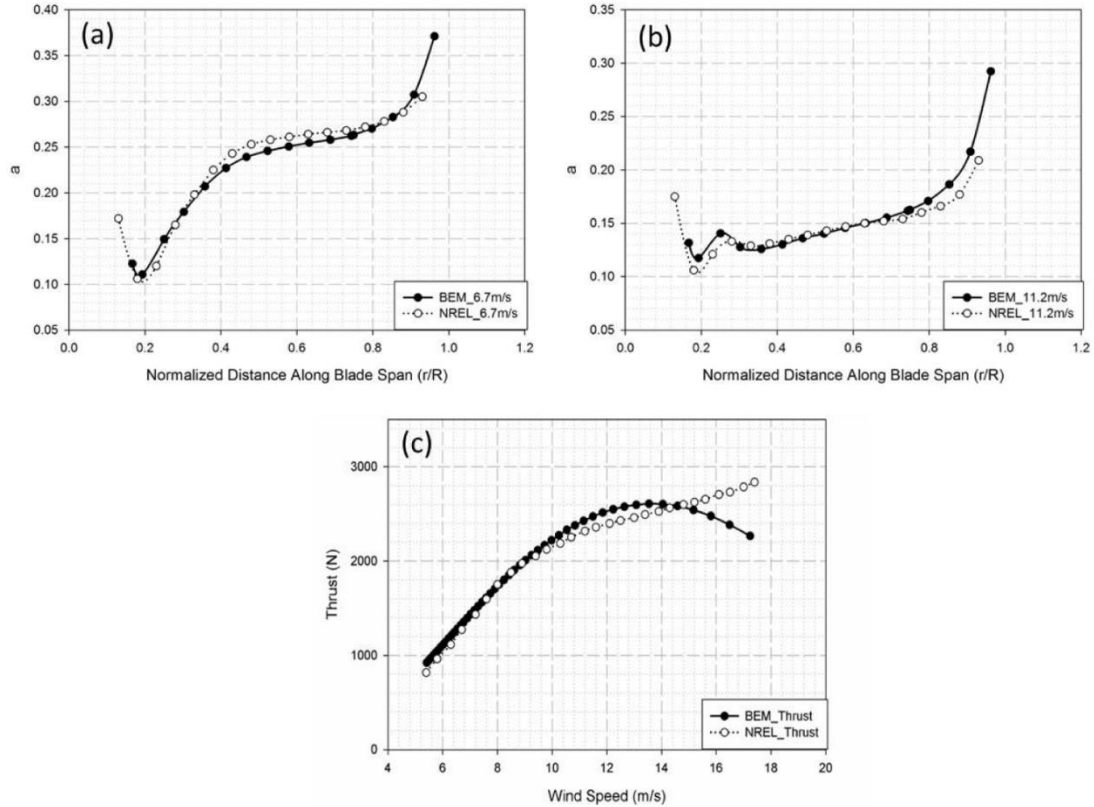 (a)
a
0.40
0.35
0.30
0.25
0.20
0.15
0.10
0.05
0.0 0.2 0.4 0.6 0.8 1.0 1.2
Normalized Distance Along Blade Span (r/R)
BEM_6.7m/s
NREL_6.7m/s
(b)
a
0.35
0.30
0.25
0.20
0.15
0.10
0.05
0.0 0.2 0.4 0.6 0.8 1.0 1.2
Normalized Distance Along Blade Span (r/R)
BEM_11.2m/s
NREL_11.2m/s
(c)
Thrust (N)
3000
2000
1000
0
4 6 8 10 12 14 16 18 20
Wind Speed (m/s)
BEM_Thrust
NREL_Thrust